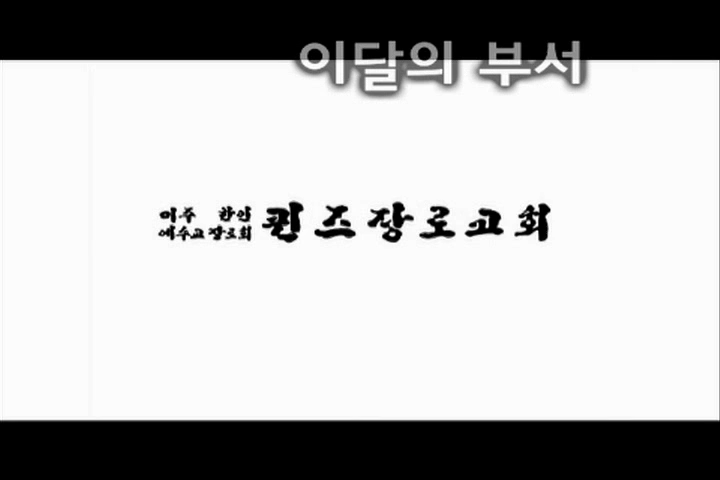 이달의 부서
미주 한인
예수교장로회
퀸즈장로교회